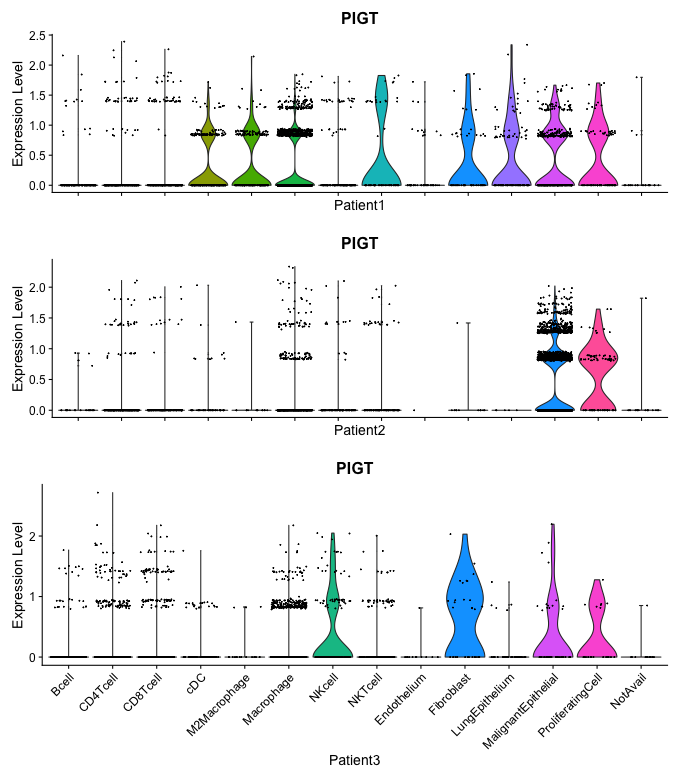 PIGT
Expression Level
2.5
2.0
1.5
1.0
0.5
0.0
Patient1
PIGT
Expression Level
2.0
1.5
1.0
0.5
0.0
Patient2
PIGT
Expression Level
2
1
0
Bcell
CD4Tcell
CD8Tcell
cDC
M2Macrophage
Macrophage
NKcell
NKTcell
Endothelium
Fibroblast
LungEpithelium
MalignantEpithelial
ProliferatingCell
NotAvail
Patient3